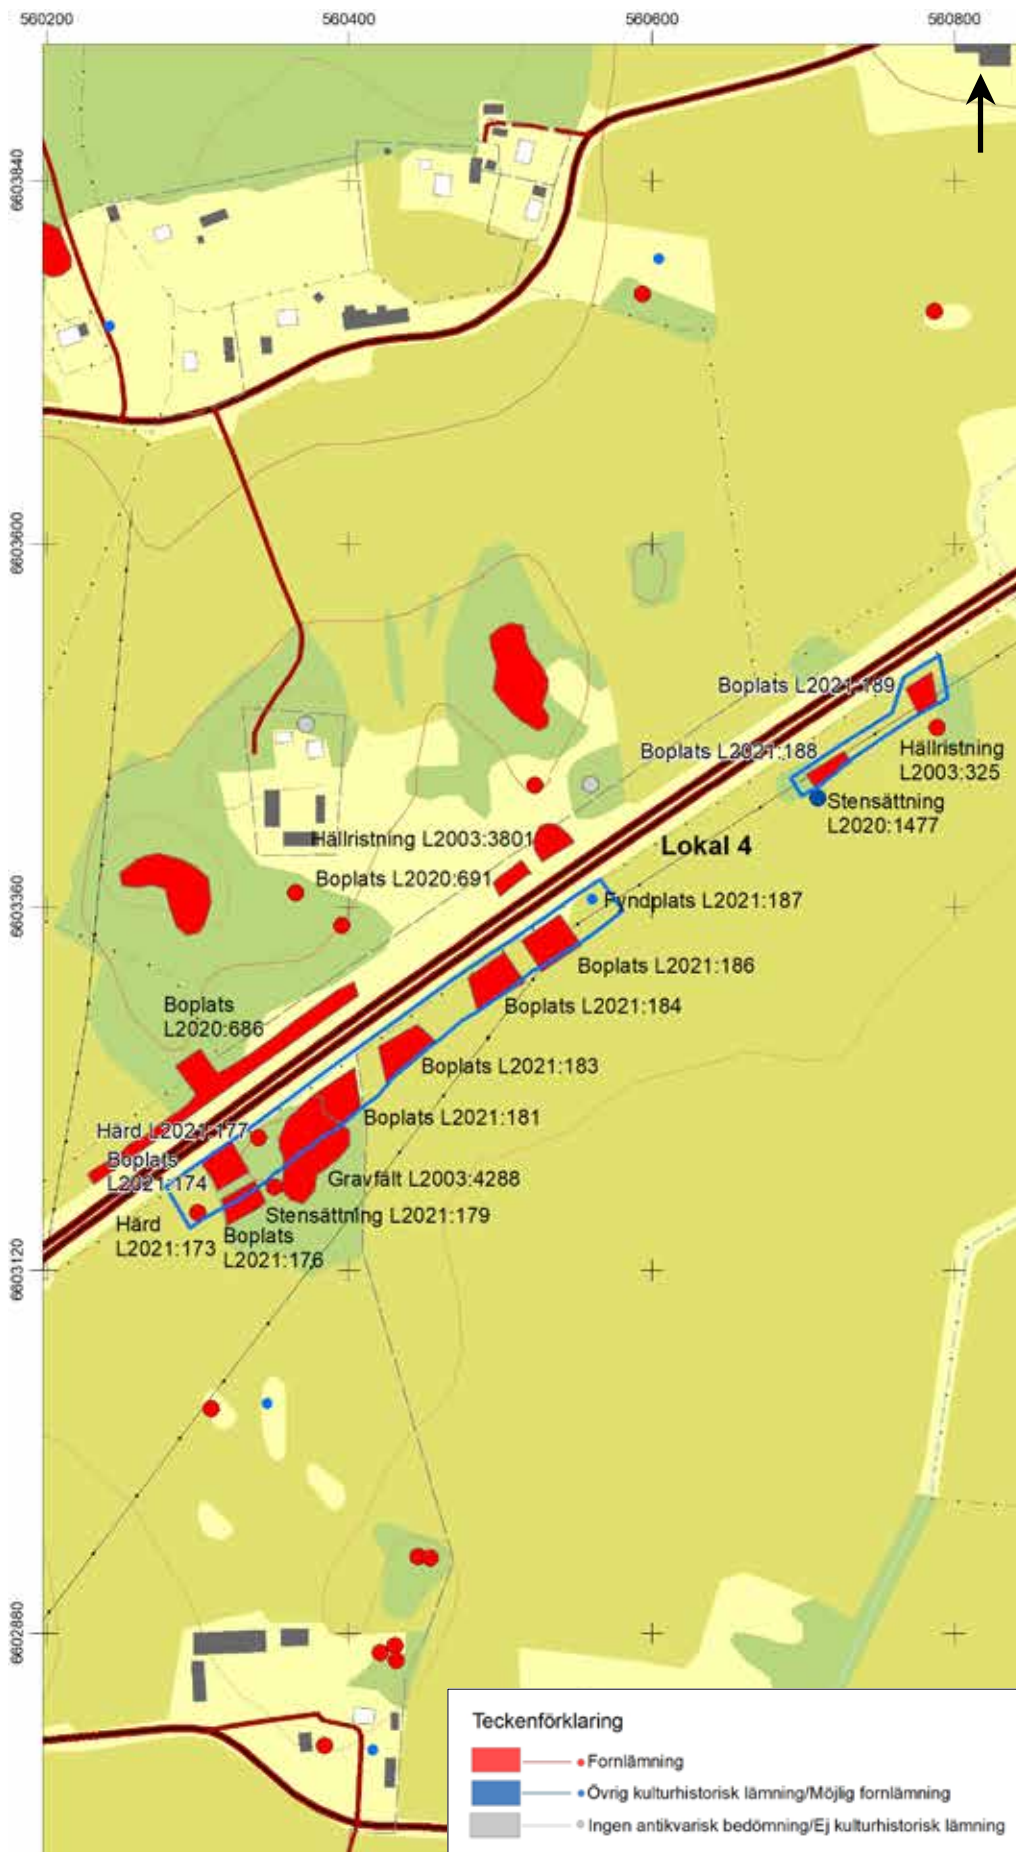 560200
560400
560600
560800
6603840
6603600
Boplats L2021:189
Boplats L2021:188
Hällristning
L2003:325
Stensättning
L2020:1477
Hällristning L2003:3801
Lokal 4
Boplats L2020:691
Fyndplats L2021:187
6603360
Boplats L2021:186
Boplats
L2020:686
Boplats L2021:184
Boplats L2021:183
Boplats L2021:181
Härd L2021:177
Boplats
L2021:174
Gravfält L2003:4288
Stensättning L2021:179
Härd
L2021:173
Boplats
L2021:176
6603120
6602880
Teckenförklaring
Fornlämning
Övrig kulturhistorisk lämning/Möjlig fornlämning
Ingen antikvarisk bedömning/Ej kulturhistorisk lämning